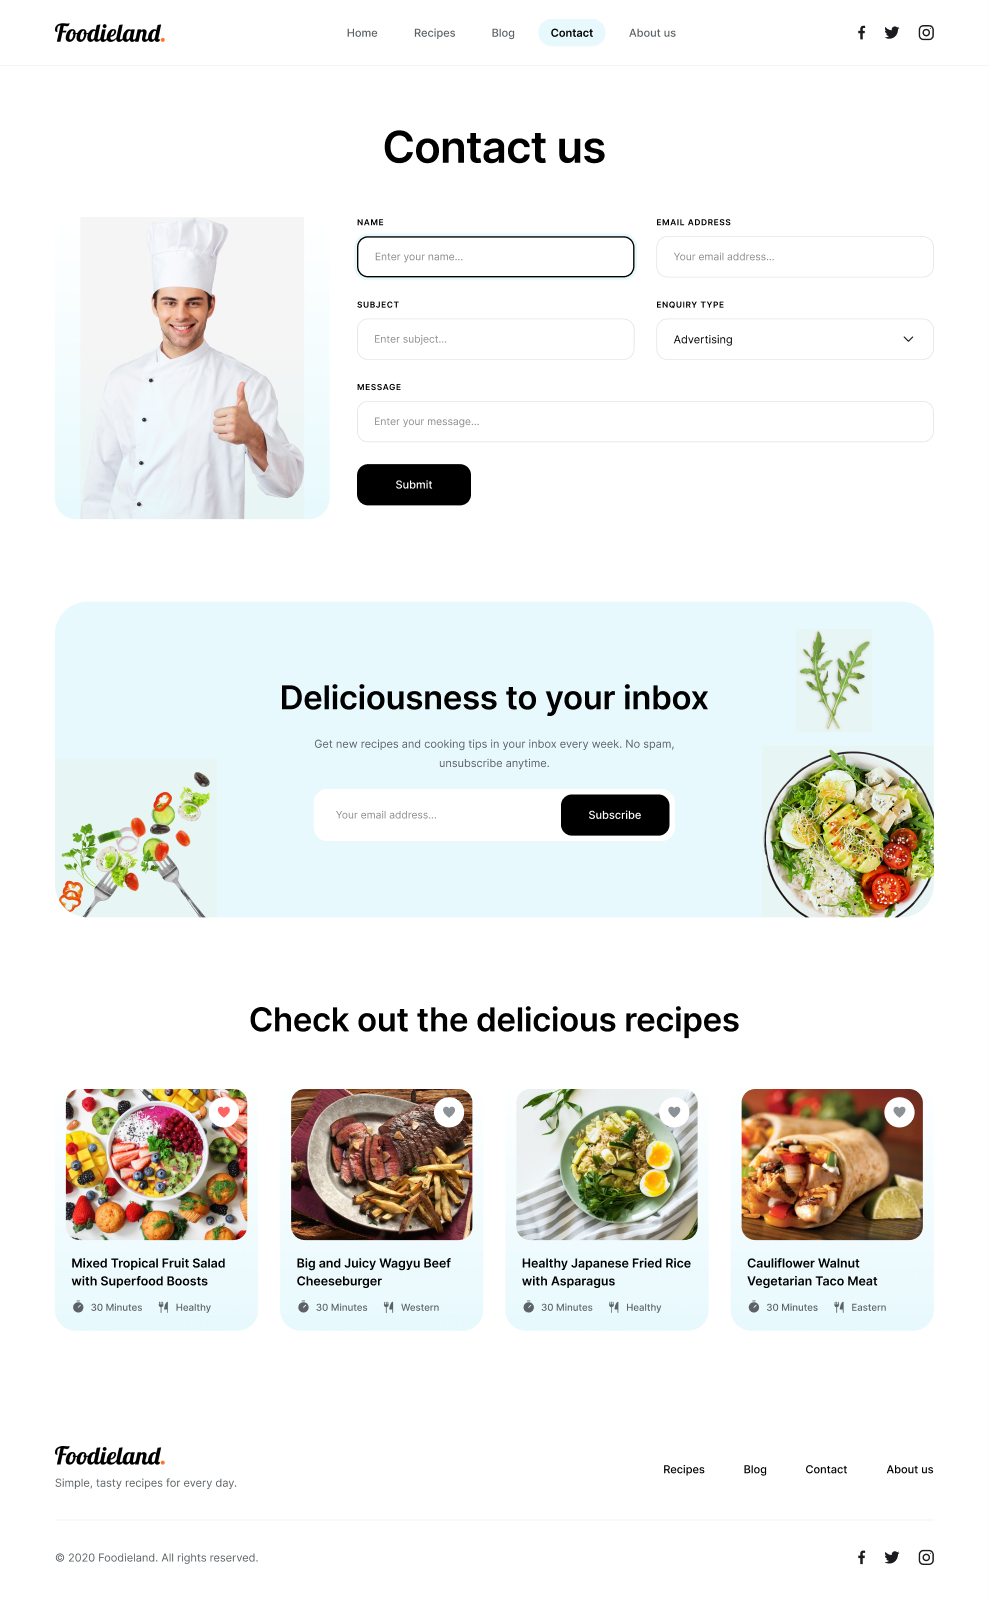 Foodieland.
Home Recipes Blog Contact About us
Contact us
NAME
Enter your name...
EMAIL ADDRESS
Your email address...
SUBJECT
Enter subject...
ENQUIRY TYPE
Advertising
MESSAGE
Enter your message...
Submit
Deliciousness to your inbox
Get new recipes and cooking tips in your inbox every week. No spam,
unsubscribe anytime.
Your email address...
Subscribe
Check out the delicious recipes
Mixed Tropical Fruit Salad
with Superfood Boosts
30 Minutes Healthy
Big and Juicy Wagyu Beef
Cheeseburger
30 Minutes Western
Healthy Japanese Fried Rice
with Asparagus
30 Minutes Healthy
Cauliflower Walnut
Vegetarian Taco Meat
30 Minutes Eastern
Foodieland.
Simple, tasty recipes for every day.
Recipes Blog Contact About us
© 2020 Foodieland. All rights reserved.